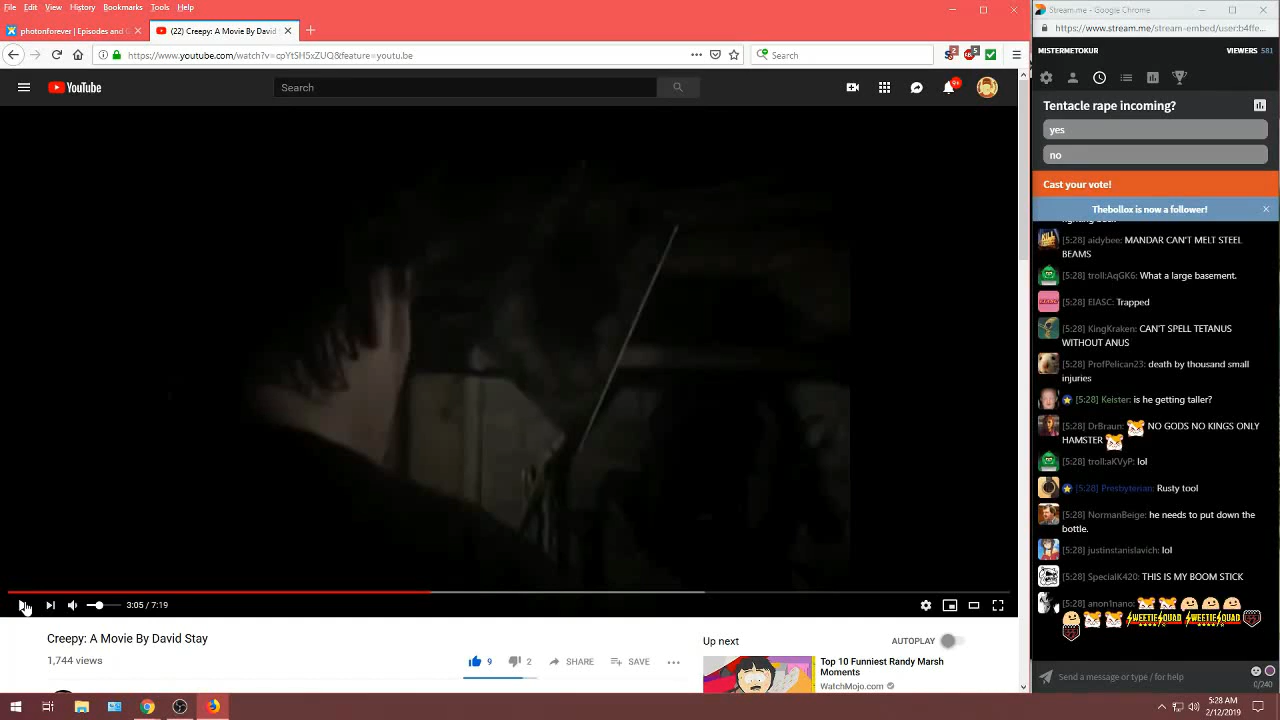 File Edit View History Bookmarks Tools Help
photonforever | Episodes and
(22) Creepy: A Movie By David
https://www.youtube.com/watch?v=cpYtSH5xZUQ&feature=youtu.be
Search
2
5
YouTube
Search
9+
3:05 / 7:19
Creepy: A Movie By David Stay
1,744 views
9
2
SHARE
SAVE
Up next
AUTOPLAY
Top 10 Funniest Randy Marsh
Moments
WatchMojo.com
Stream.me - Google Chrome
https://www.stream.me/stream-embed/user:b4ffe...
MISTERMETOKUR
VIEWERS 581
Tentacle rape incoming?
yes
no
Cast your vote!
Thebollox is now a follower!
[5:28] aidybee: MANDAR CAN'T MELT STEEL
BEAMS
[5:28] troll:AqGK6: What a large basement.
[5:28] EIASC: Trapped
[5:28] KingKraken: CAN'T SPELL TETANUS
WITHOUT ANUS
[5:28] ProfPelican23: death by thousand small
injuries
[5:28] Keister: is he getting taller?
[5:28] DrBraun: NO GODS NO KINGS ONLY
HAMSTER
[5:28] troll:aKVyP: lol
[5:28] Presbyterian: Rusty tool
[5:28] NormanBeige: he needs to put down the
bottle.
[5:28] justinstanislavich: lol
[5:28] SpecialK420: THIS IS MY BOOM STICK
[5:28] anon1nano:
SWEETIE SQUAD SWEETIE SQUAD
Send a message or type / for help
0/240
5:28 AM
2/12/2019